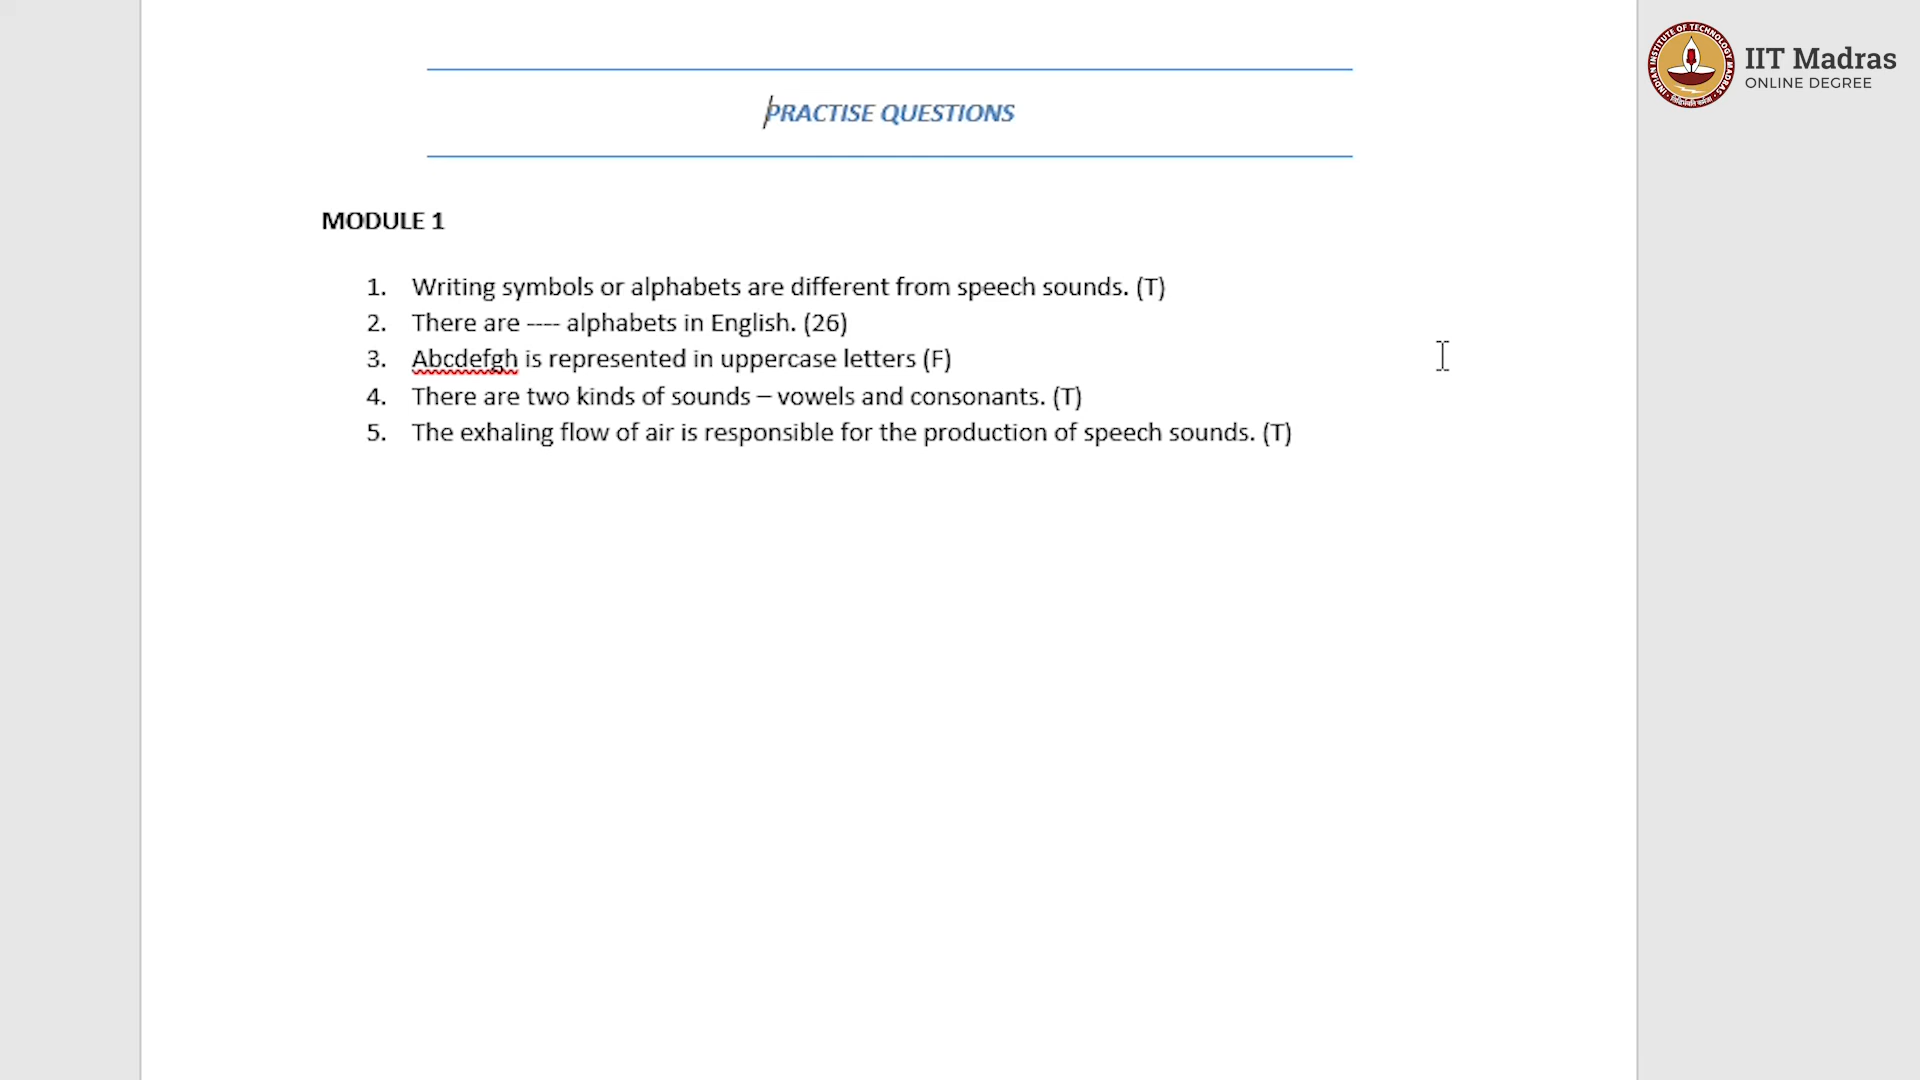 IIT Madras
ONLINE DEGREE
PRACTISE QUESTIONS
MODULE 1
1. Writing symbols or alphabets are different from speech sounds. (T)
2. There are ---- alphabets in English. (26)
3. Abcdefgh is represented in uppercase letters (F)
4. There are two kinds of sounds – vowels and consonants. (T)
5. The exhaling flow of air is responsible for the production of speech sounds. (T)